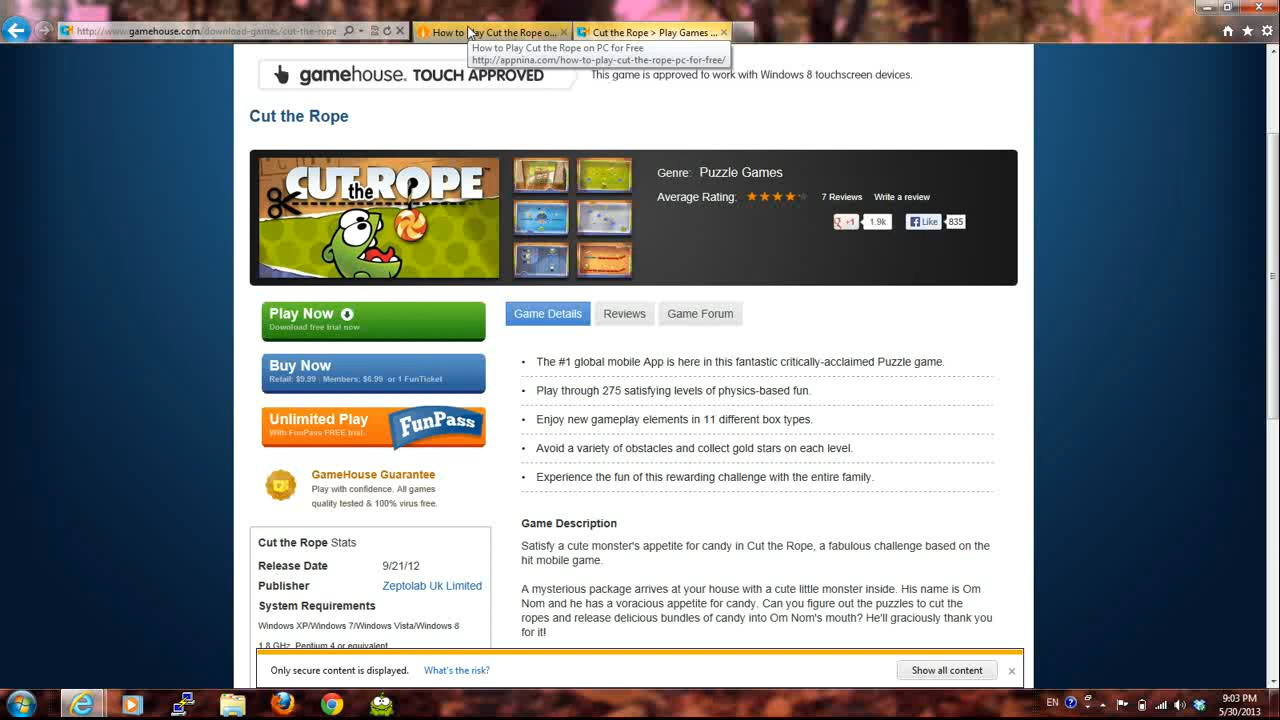 http://www.gamehouse.com/download-games/cut-the-rope
How to Play Cut the Rope o...
Cut the Rope > Play Games ...
How to Play Cut the Rope on PC for Free
http://appnina.com/how-to-play-cut-the-rope-pc-for-free/
gamehouse. TOUCH APPROVED
This game is approved to work with Windows 8 touchscreen devices.
Cut the Rope
CUT the ROPE
Genre: Puzzle Games
Average Rating:
7 Reviews
Write a review
+1
1.9k
Like
835
Play Now
Download free trial now
Buy Now
Retail: $9.99 | Members: $6.99 or 1 FunTicket
Unlimited Play
With FunPass FREE trial
FunPass
GameHouse Guarantee
Play with confidence. All games
quality tested & 100% virus free.
Cut the Rope Stats
Release Date 9/21/12
Publisher Zeptolab Uk Limited
System Requirements
Windows XP/Windows 7/Windows Vista/Windows 8
1.8 GHz, Pentium 4 or equivalent
Game Details
Reviews
Game Forum
• The #1 global mobile App is here in this fantastic critically-acclaimed Puzzle game.
• Play through 275 satisfying levels of physics-based fun.
• Enjoy new gameplay elements in 11 different box types.
• Avoid a variety of obstacles and collect gold stars on each level.
• Experience the fun of this rewarding challenge with the entire family.
Game Description
Satisfy a cute monster's appetite for candy in Cut the Rope, a fabulous challenge based on the
hit mobile game.
A mysterious package arrives at your house with a cute little monster inside. His name is Om
Nom and he has a voracious appetite for candy. Can you figure out the puzzles to cut the
ropes and release delicious bundles of candy into Om Nom's mouth? He'll graciously thank you
for it!
Only secure content is displayed.
What's the risk?
Show all content
EN
9:03 PM
5/30/2013